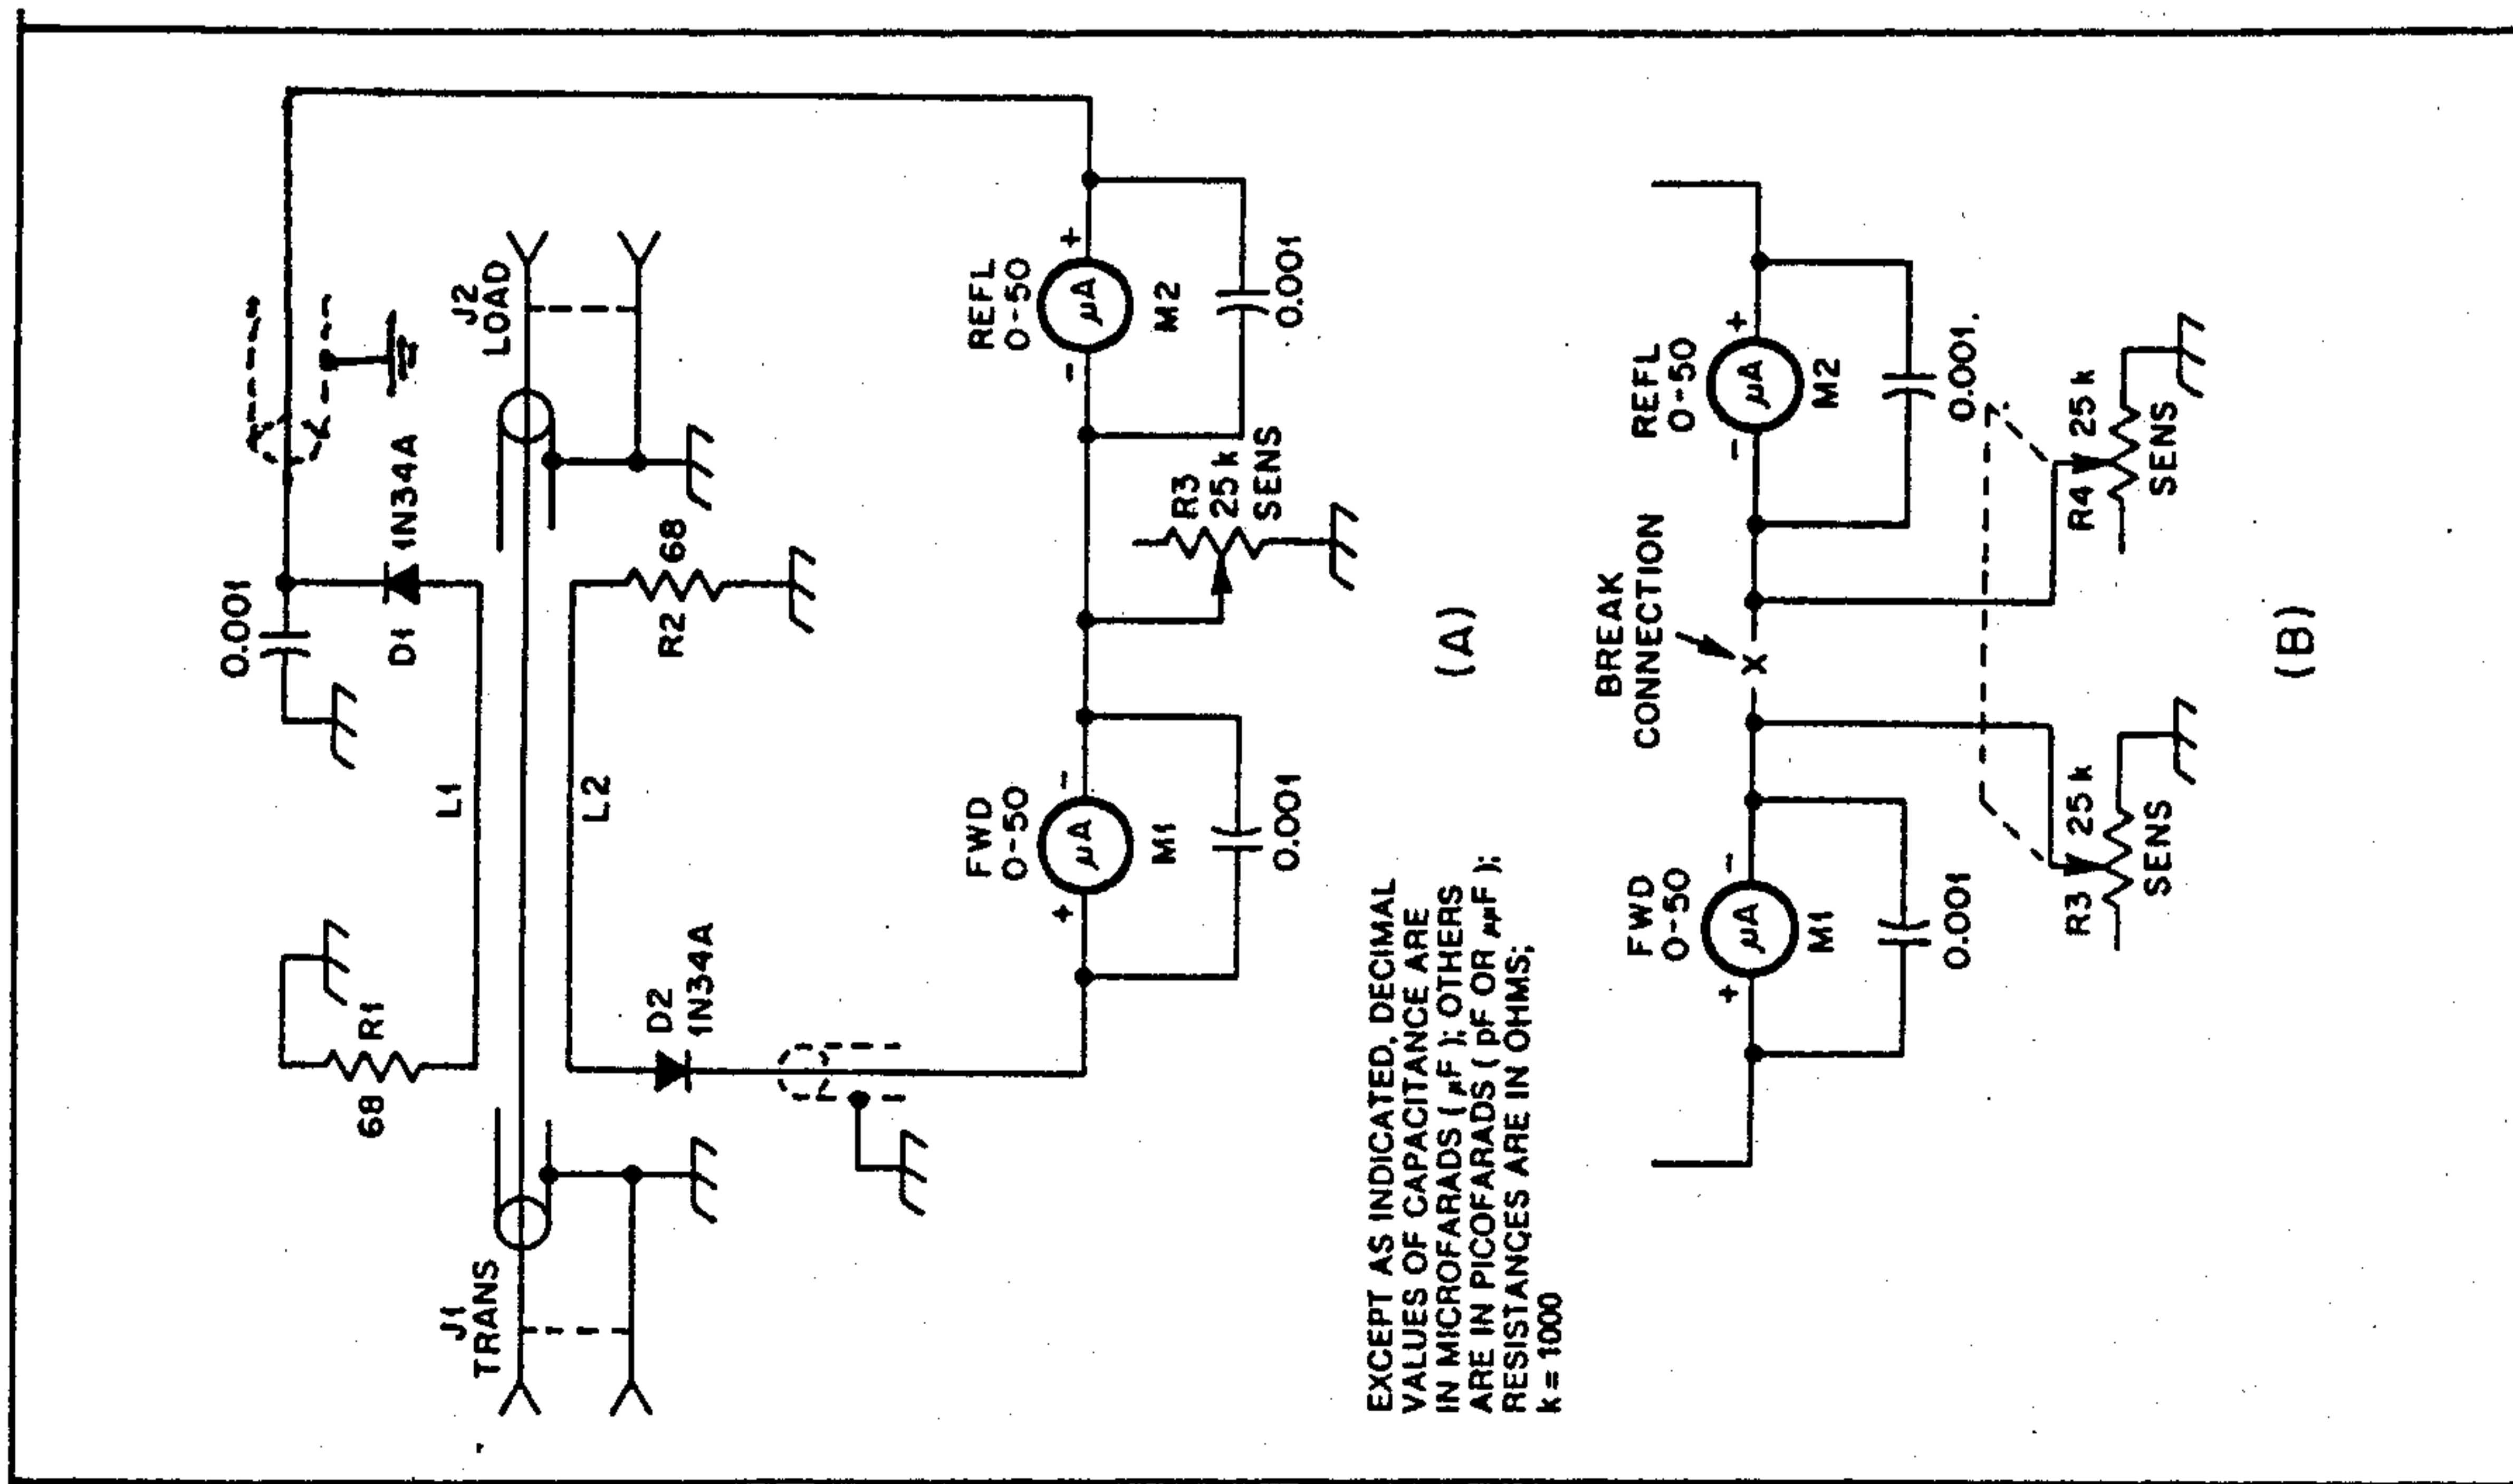 0.001
D1
1N34A
R1
68
L1
J2
LOAD
J1
TRANS
L2
R2 68
D2
1N34A
FWD
0-50
+
-
μA
M1
0.001
REFL
0-50
-
+
μA
M2
0.001
R3
25 k
SENS
(A)
EXCEPT AS INDICATED, DECIMAL
VALUES OF CAPACITANCE ARE
IN MICROFARADS (μF); OTHERS
ARE IN PICOFARADS (pF OR μμF);
RESISTANCES ARE IN OHMS;
k = 1000
BREAK
CONNECTION
X
FWD
0-50
+
-
μA
M1
0.001
REFL
0-50
-
+
μA
M2
0.001
R3 25 k
SENS
R4 25 k
SENS
(B)